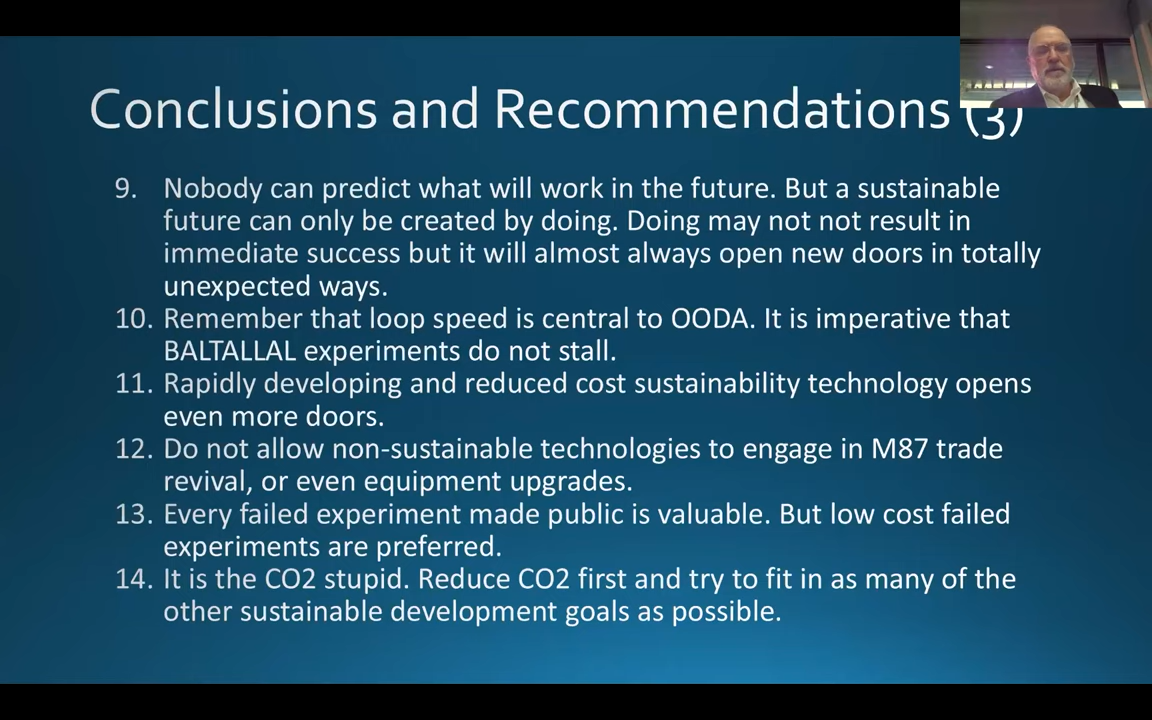 Conclusions and Recommendations (3)
9. Nobody can predict what will work in the future. But a sustainable
future can only be created by doing. Doing may not not result in
immediate success but it will almost always open new doors in totally
unexpected ways.
10. Remember that loop speed is central to OODA. It is imperative that
BALTALLAL experiments do not stall.
11. Rapidly developing and reduced cost sustainability technology opens
even more doors.
12. Do not allow non-sustainable technologies to engage in M87 trade
revival, or even equipment upgrades.
13. Every failed experiment made public is valuable. But low cost failed
experiments are preferred.
14. It is the CO2 stupid. Reduce CO2 first and try to fit in as many of the
other sustainable development goals as possible.